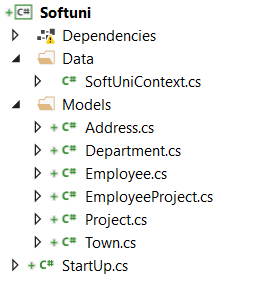 C# Softuni
Dependencies
Data
C# SoftUniContext.cs
Models
C# Address.cs
C# Department.cs
C# Employee.cs
C# EmployeeProject.cs
C# Project.cs
C# Town.cs
C# StartUp.cs